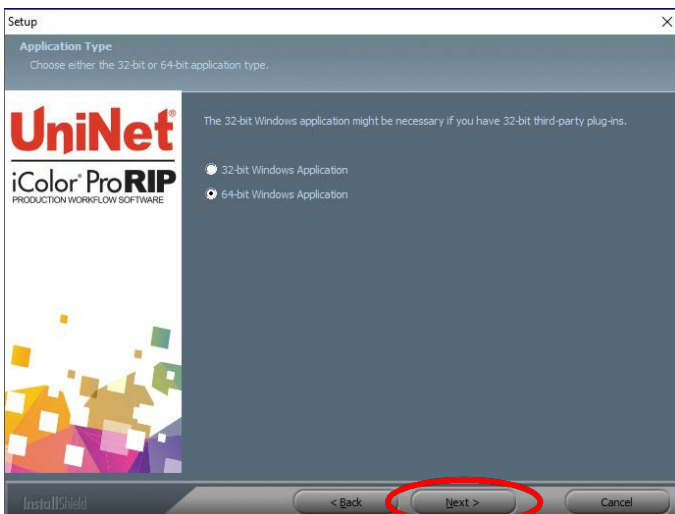 Setup
Application Type
Choose either the 32-bit or 64-bit application type.
UniNet®
iColor® ProRIP
PRODUCTION WORKFLOW SOFTWARE
The 32-bit Windows application might be necessary if you have 32-bit third-party plug-ins.
32-bit Windows Application
64-bit Windows Application
InstallShield
< Back
Next >
Cancel